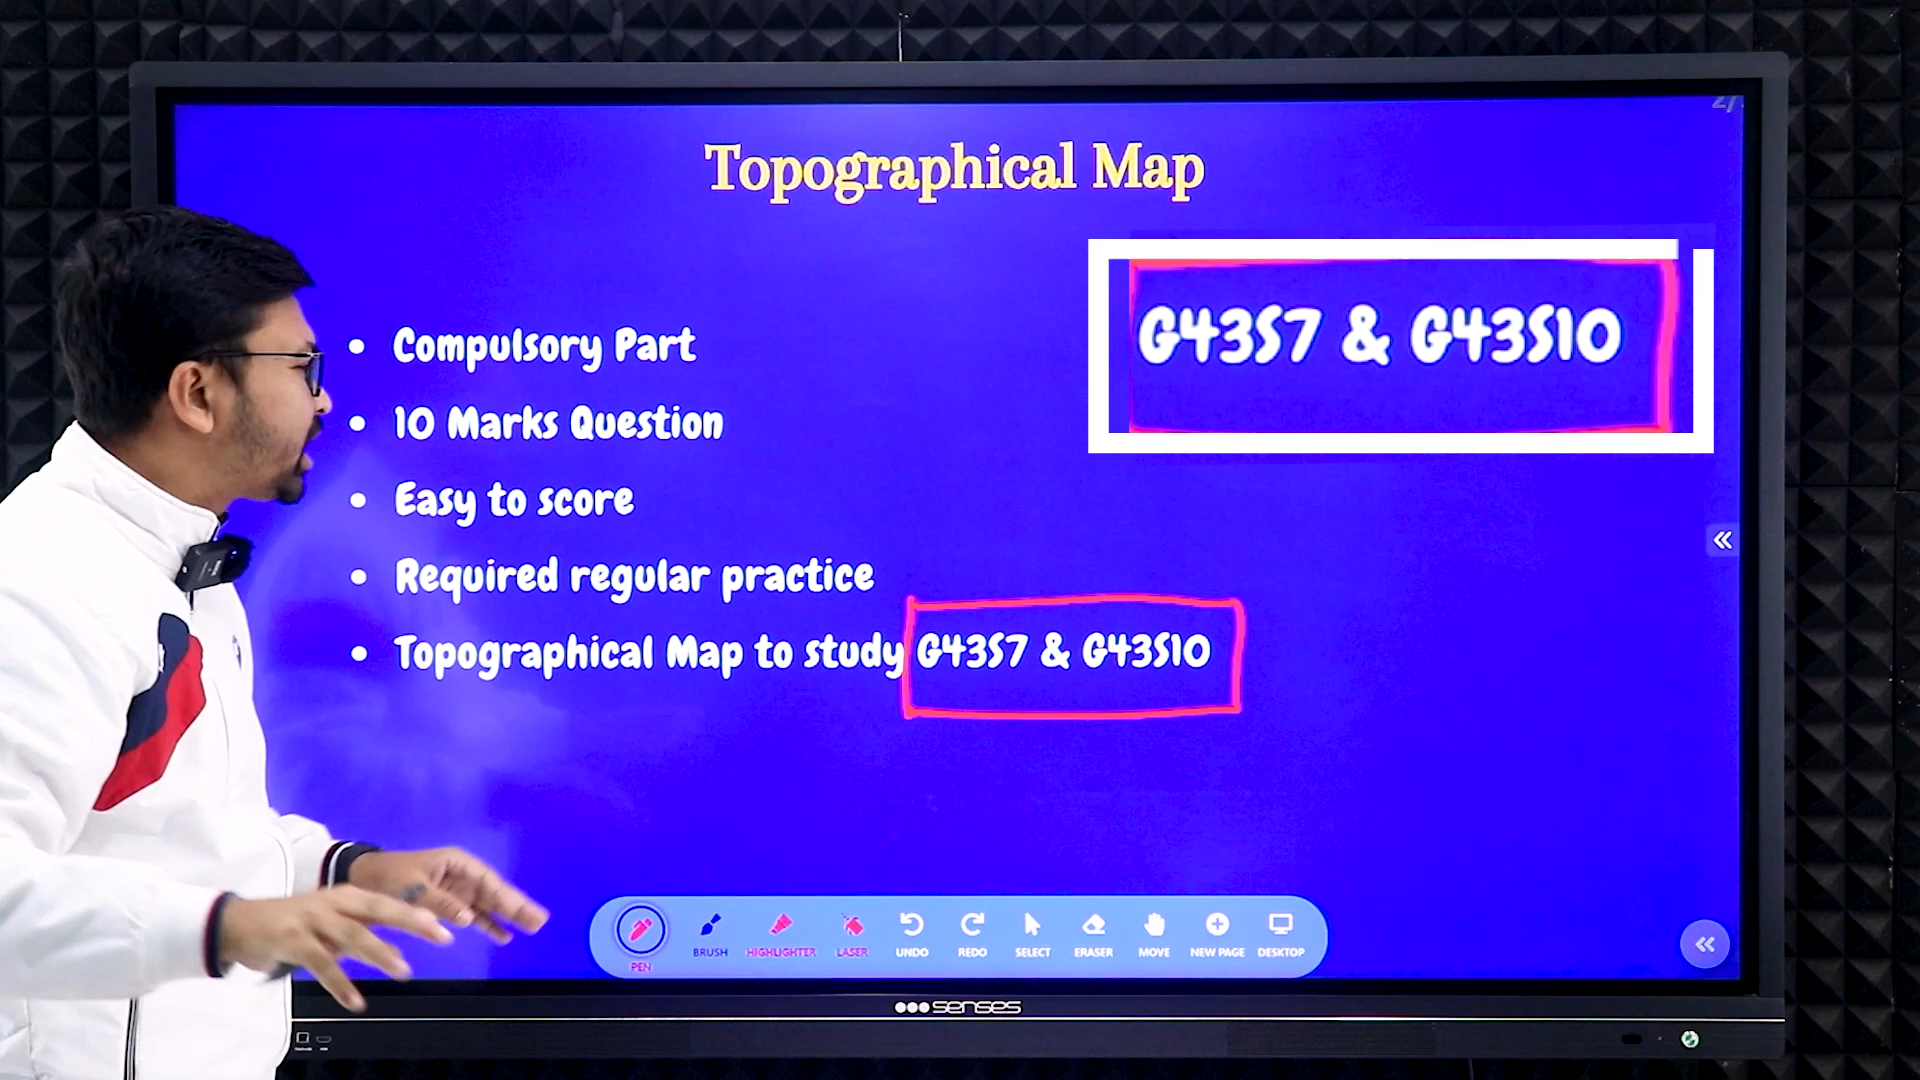 Topographical Map
G43S7 & G43S10
• Compulsory Part
• 10 Marks Question
• Easy to score
• Required regular practice
• Topographical Map to study G43S7 & G43S10
PEN
BRUSH
HIGHLIGHTER
LASER
UNDO
REDO
SELECT
ERASER
MOVE
NEW PAGE
DESKTOP
senses